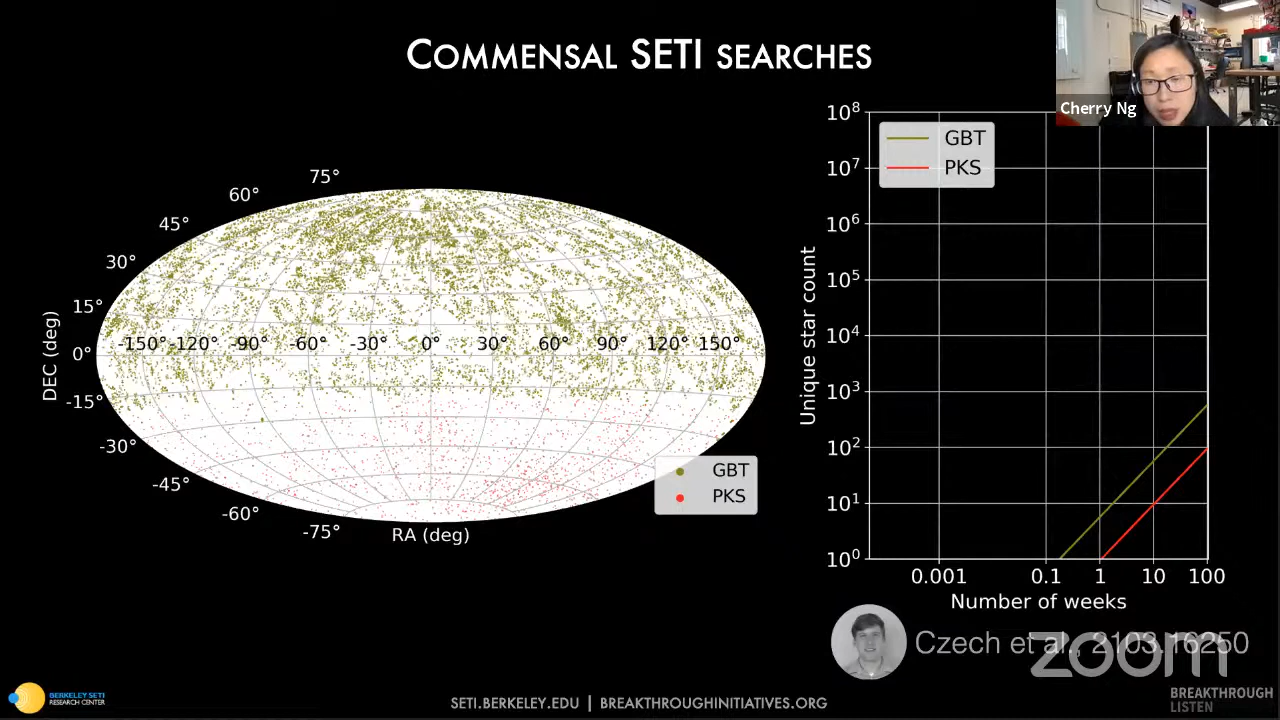 COMMENSAL SETI SEARCHES
Cherry Ng
75°
60°
45°
30°
15°
0°
-15°
-30°
-45°
-60°
-75°
DEC (deg)
-150° -120° -90° -60° -30° 0° 30° 60° 90° 120° 150°
RA (deg)
GBT
PKS
10⁸
10⁷
10⁶
10⁵
10⁴
10³
10²
10¹
10⁰
Unique star count
GBT
PKS
0.001 0.1 1 10 100
Number of weeks
Czech et al., 2103.16250
zoom
BERKELEY SETI
RESEARCH CENTER
SETI.BERKELEY.EDU | BREAKTHROUGHINITIATIVES.ORG
BREAKTHROUGH
LISTEN